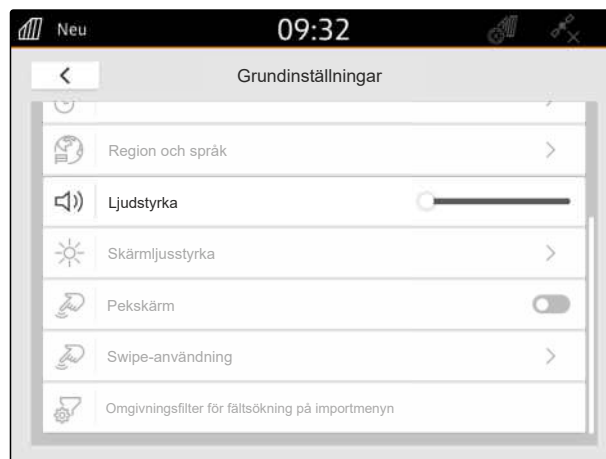 Neu
09:32
Grundinställningar
Region och språk
Ljudstyrka
Skärmljusstyrka
Pekskärm
Swipe-användning
Omgivningsfilter för fältsökning på importmenyn